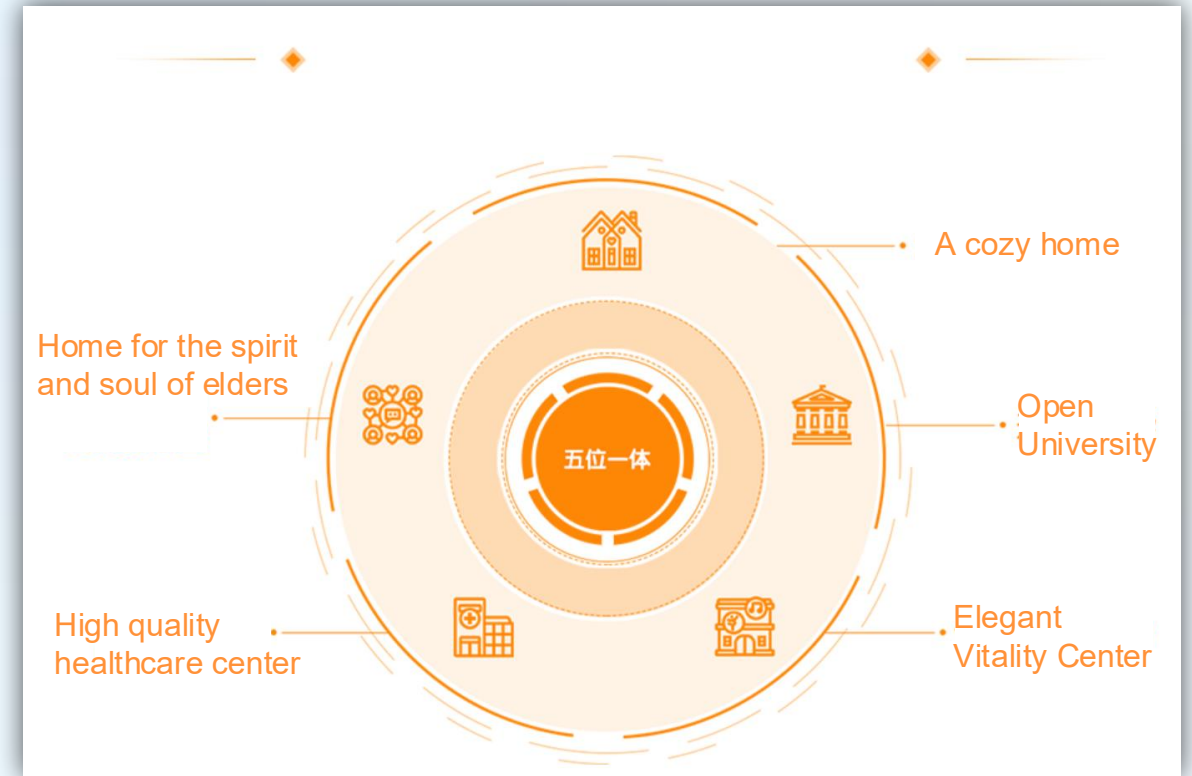 A cozy home
Home for the spirit
and soul of elders
Open
University
五位一体
High quality
healthcare center
Elegant
Vitality Center